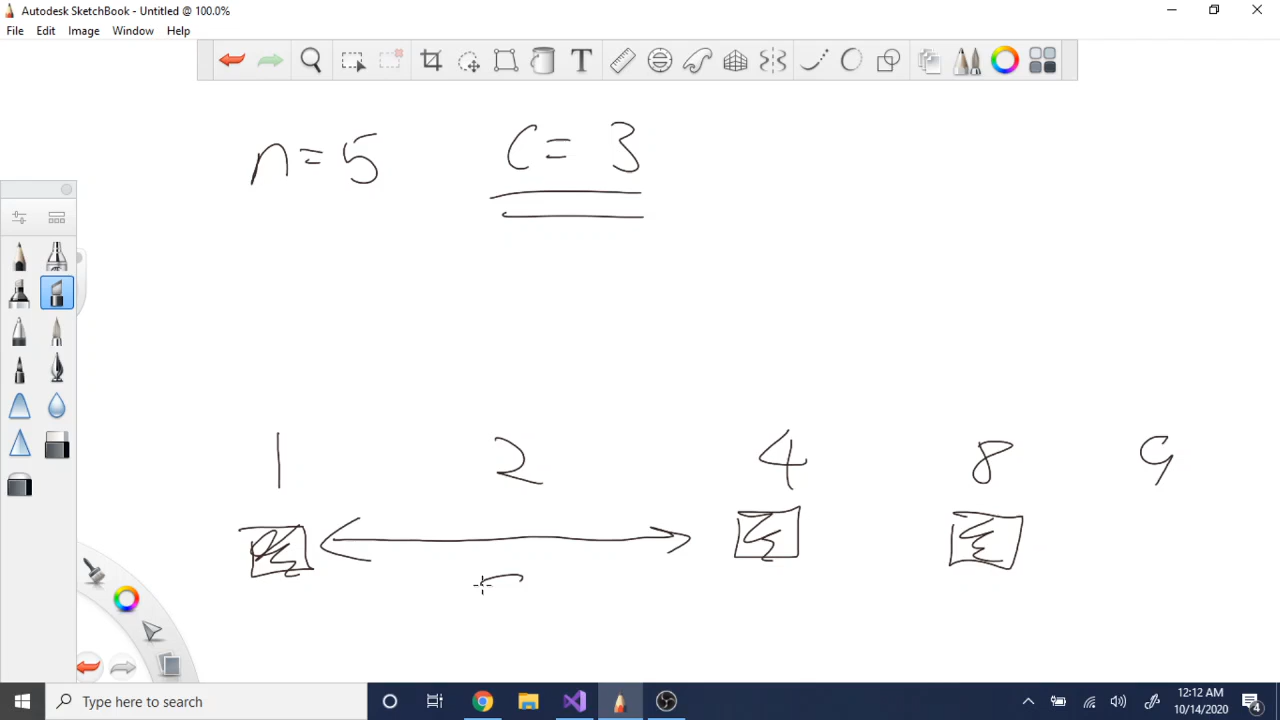 Autodesk SketchBook - Untitled @ 100.0%
File Edit Image Window Help
T
n = 5 C = 3
1 2 4 8 9
Type here to search
12:12 AM
10/14/2020
4